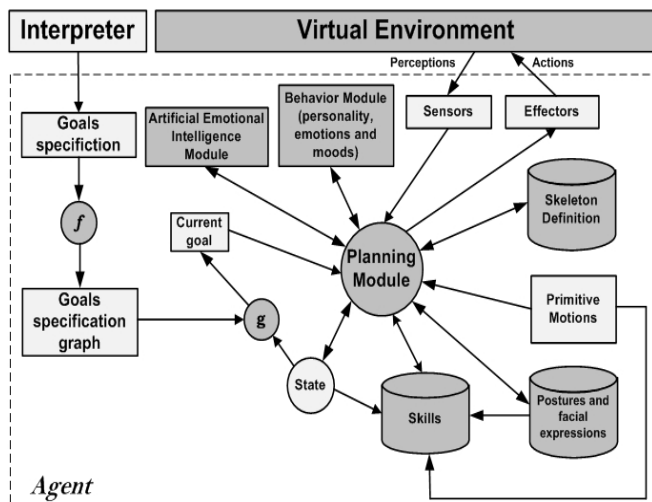 Interpreter
Virtual Environment
Perceptions
Actions
Goals
specifiction
Artificial Emotional
Intelligence
Module
Behavior Module
(personality,
emotions and
moods)
Sensors
Effectors
f
Current
goal
Planning
Module
Skeleton
Definition
Goals
specification
graph
g
Primitive
Motions
State
Skills
Postures and
facial
expressions
Agent